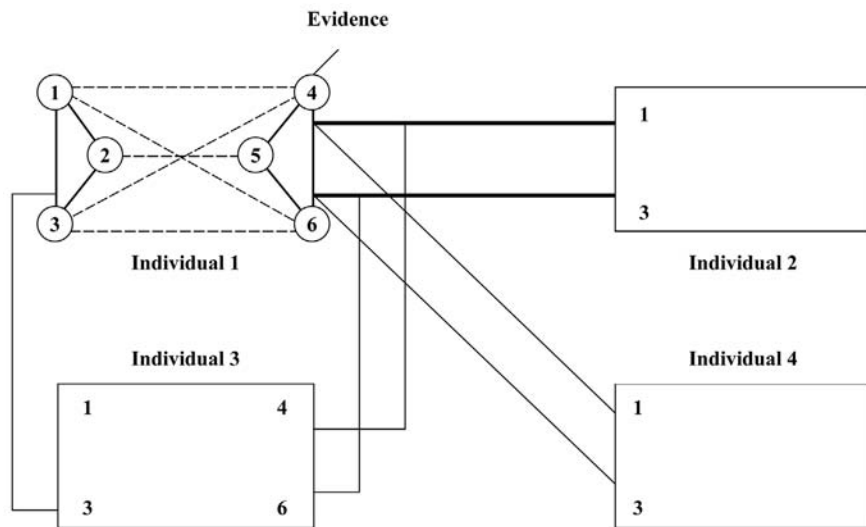 Evidence
1 4
2 5
3 6
1
3
Individual 1
Individual 2
Individual 3
Individual 4
1 4
3 6
1
3